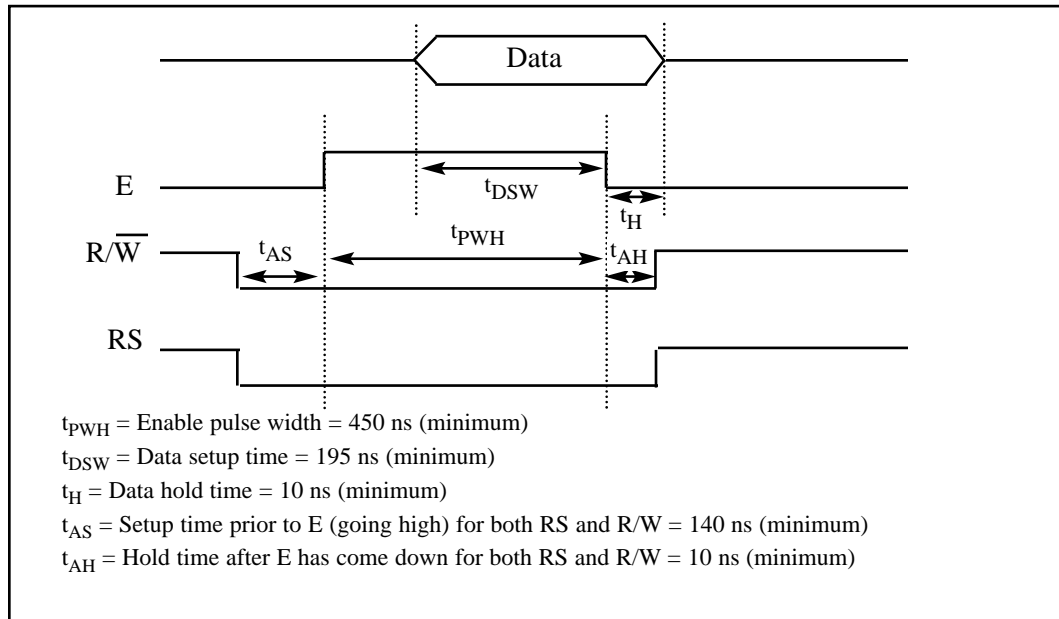 Data
E
tDSW
tH
R/W̅
tAS
tPWH
tAH
RS
tPWH = Enable pulse width = 450 ns (minimum)
tDSW = Data setup time = 195 ns (minimum)
tH = Data hold time = 10 ns (minimum)
tAS = Setup time prior to E (going high) for both RS and R/W = 140 ns (minimum)
tAH = Hold time after E has come down for both RS and R/W = 10 ns (minimum)